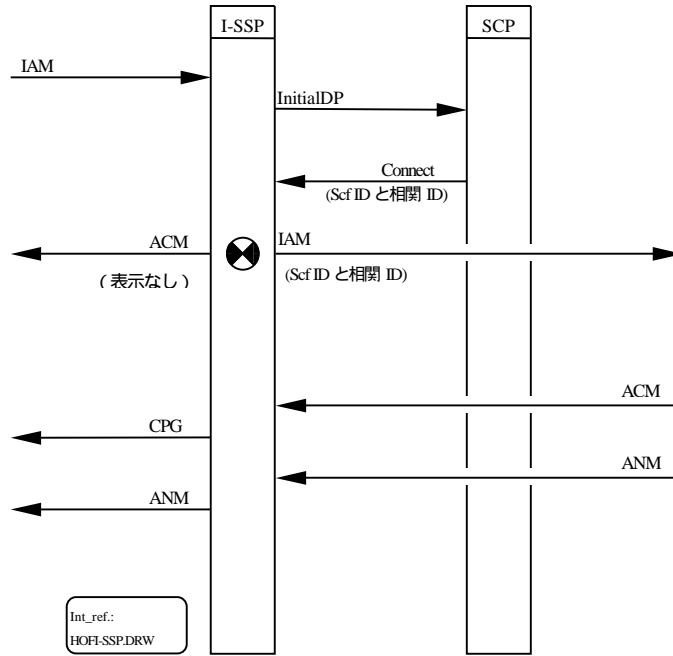 I-SSP
SCP
IAM
InitialDP
Connect
(Scf ID と相関 ID)
ACM
IAM
( 表示なし )
(Scf ID と相関 ID)
ACM
CPG
ANM
ANM
Int_ref.:
HOFI-SSP.DRW